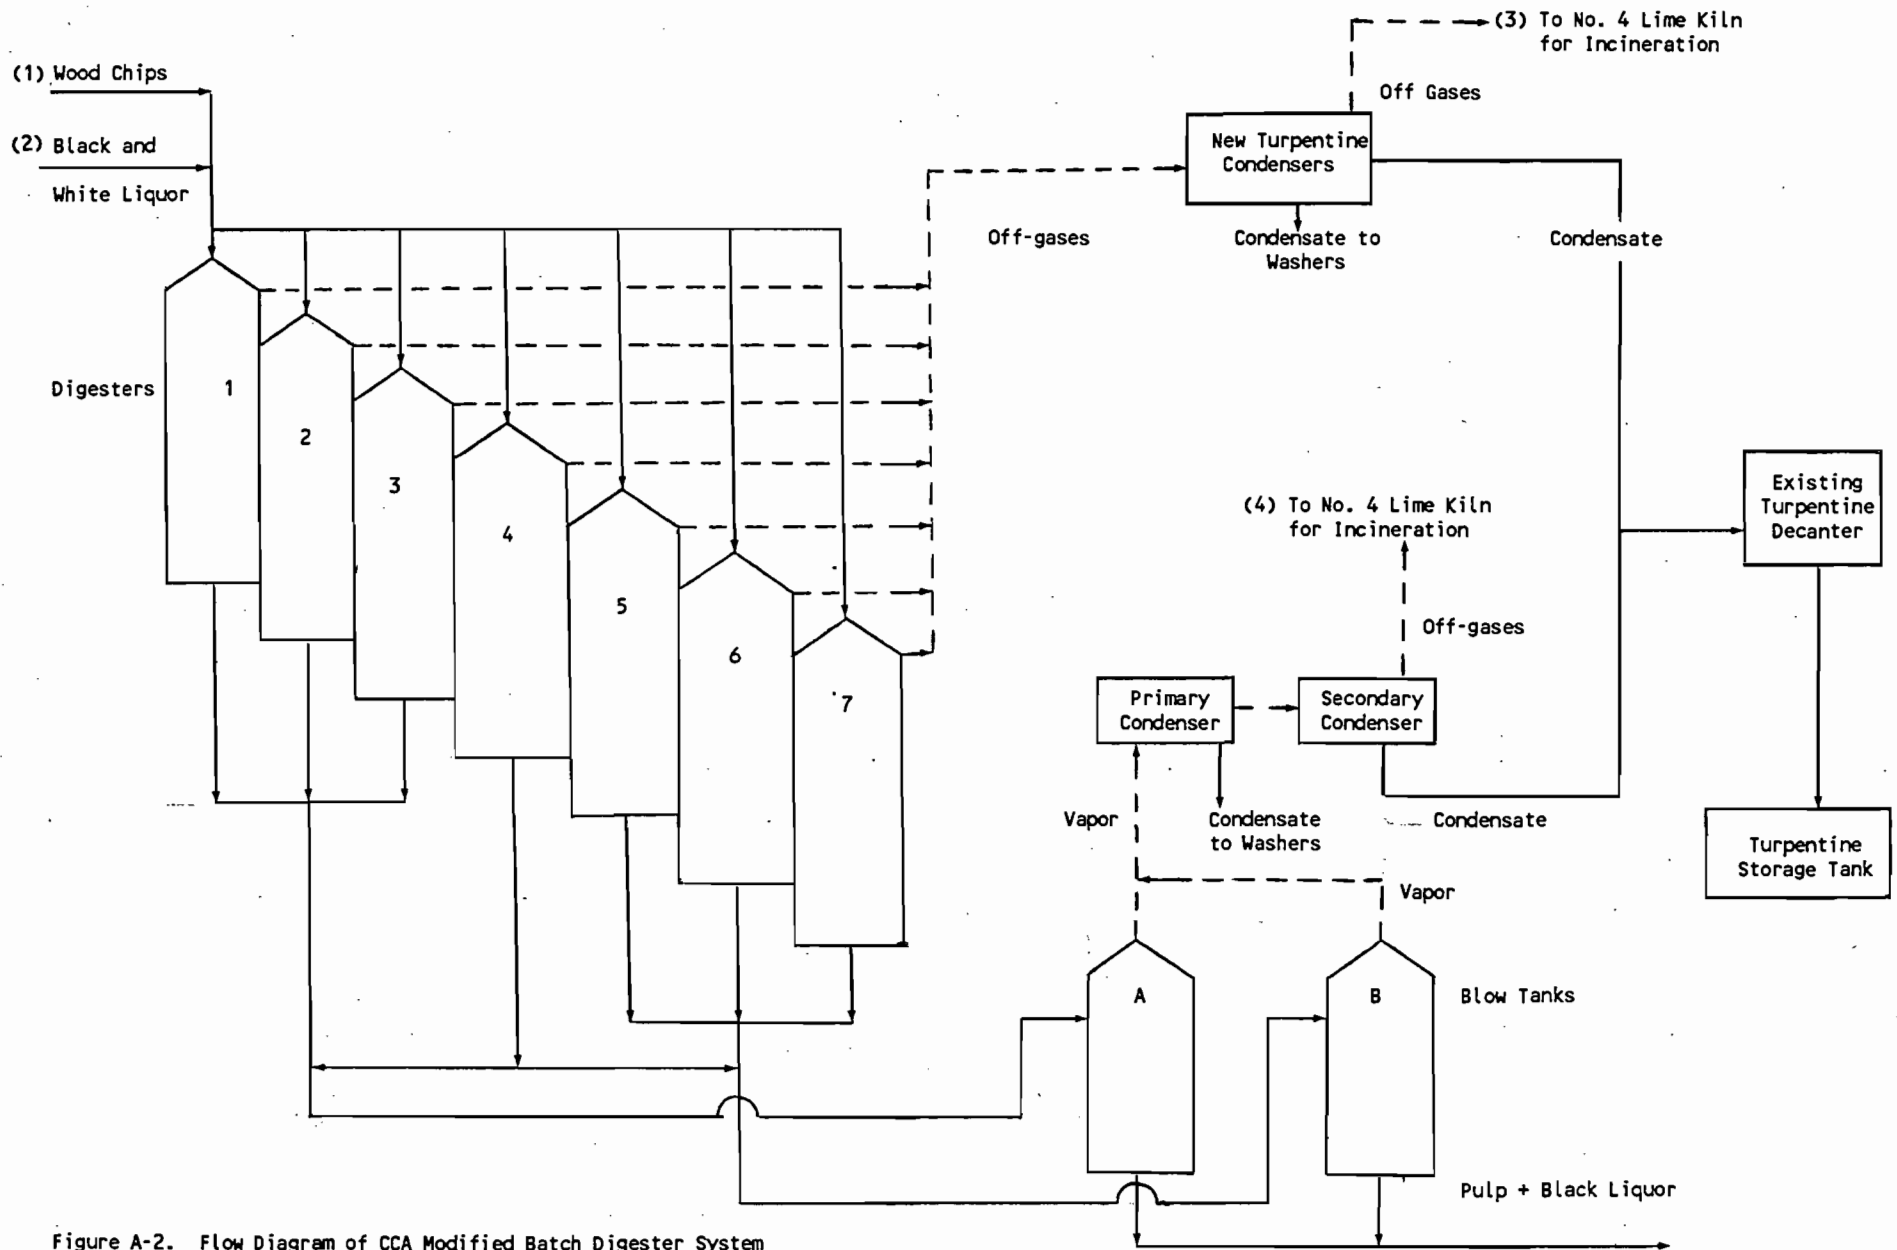 (3) To No. 4 Lime Kiln
for Incineration
(1) Wood Chips
Off Gases
(2) Black and
White Liquor
New Turpentine
Condensers
Off-gases
Condensate to
Washers
Condensate
Digesters
1
2
3
4
5
6
7
(4) To No. 4 Lime Kiln
for Incineration
Existing
Turpentine
Decanter
Off-gases
Primary
Condenser
Secondary
Condenser
Vapor
Condensate
to Washers
Condensate
Turpentine
Storage Tank
Vapor
A
B
Blow Tanks
Pulp + Black Liquor
Figure A-2. Flow Diagram of CCA Modified Batch Digester System